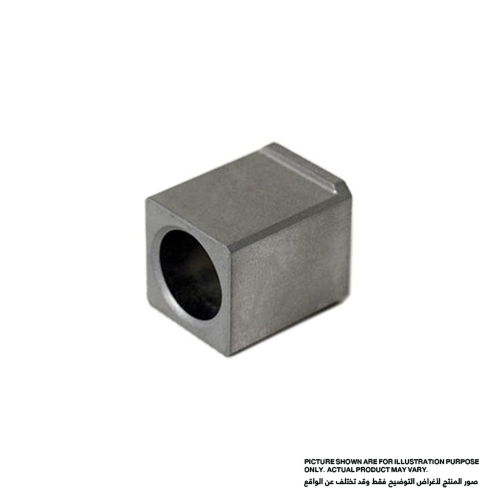 PICTURE SHOWN ARE FOR ILLUSTRATION PURPOSE
ONLY. ACTUAL PRODUCT MAY VARY.
صور المنتج لأغراض التوضيح فقط وقد تختلف عن الواقع